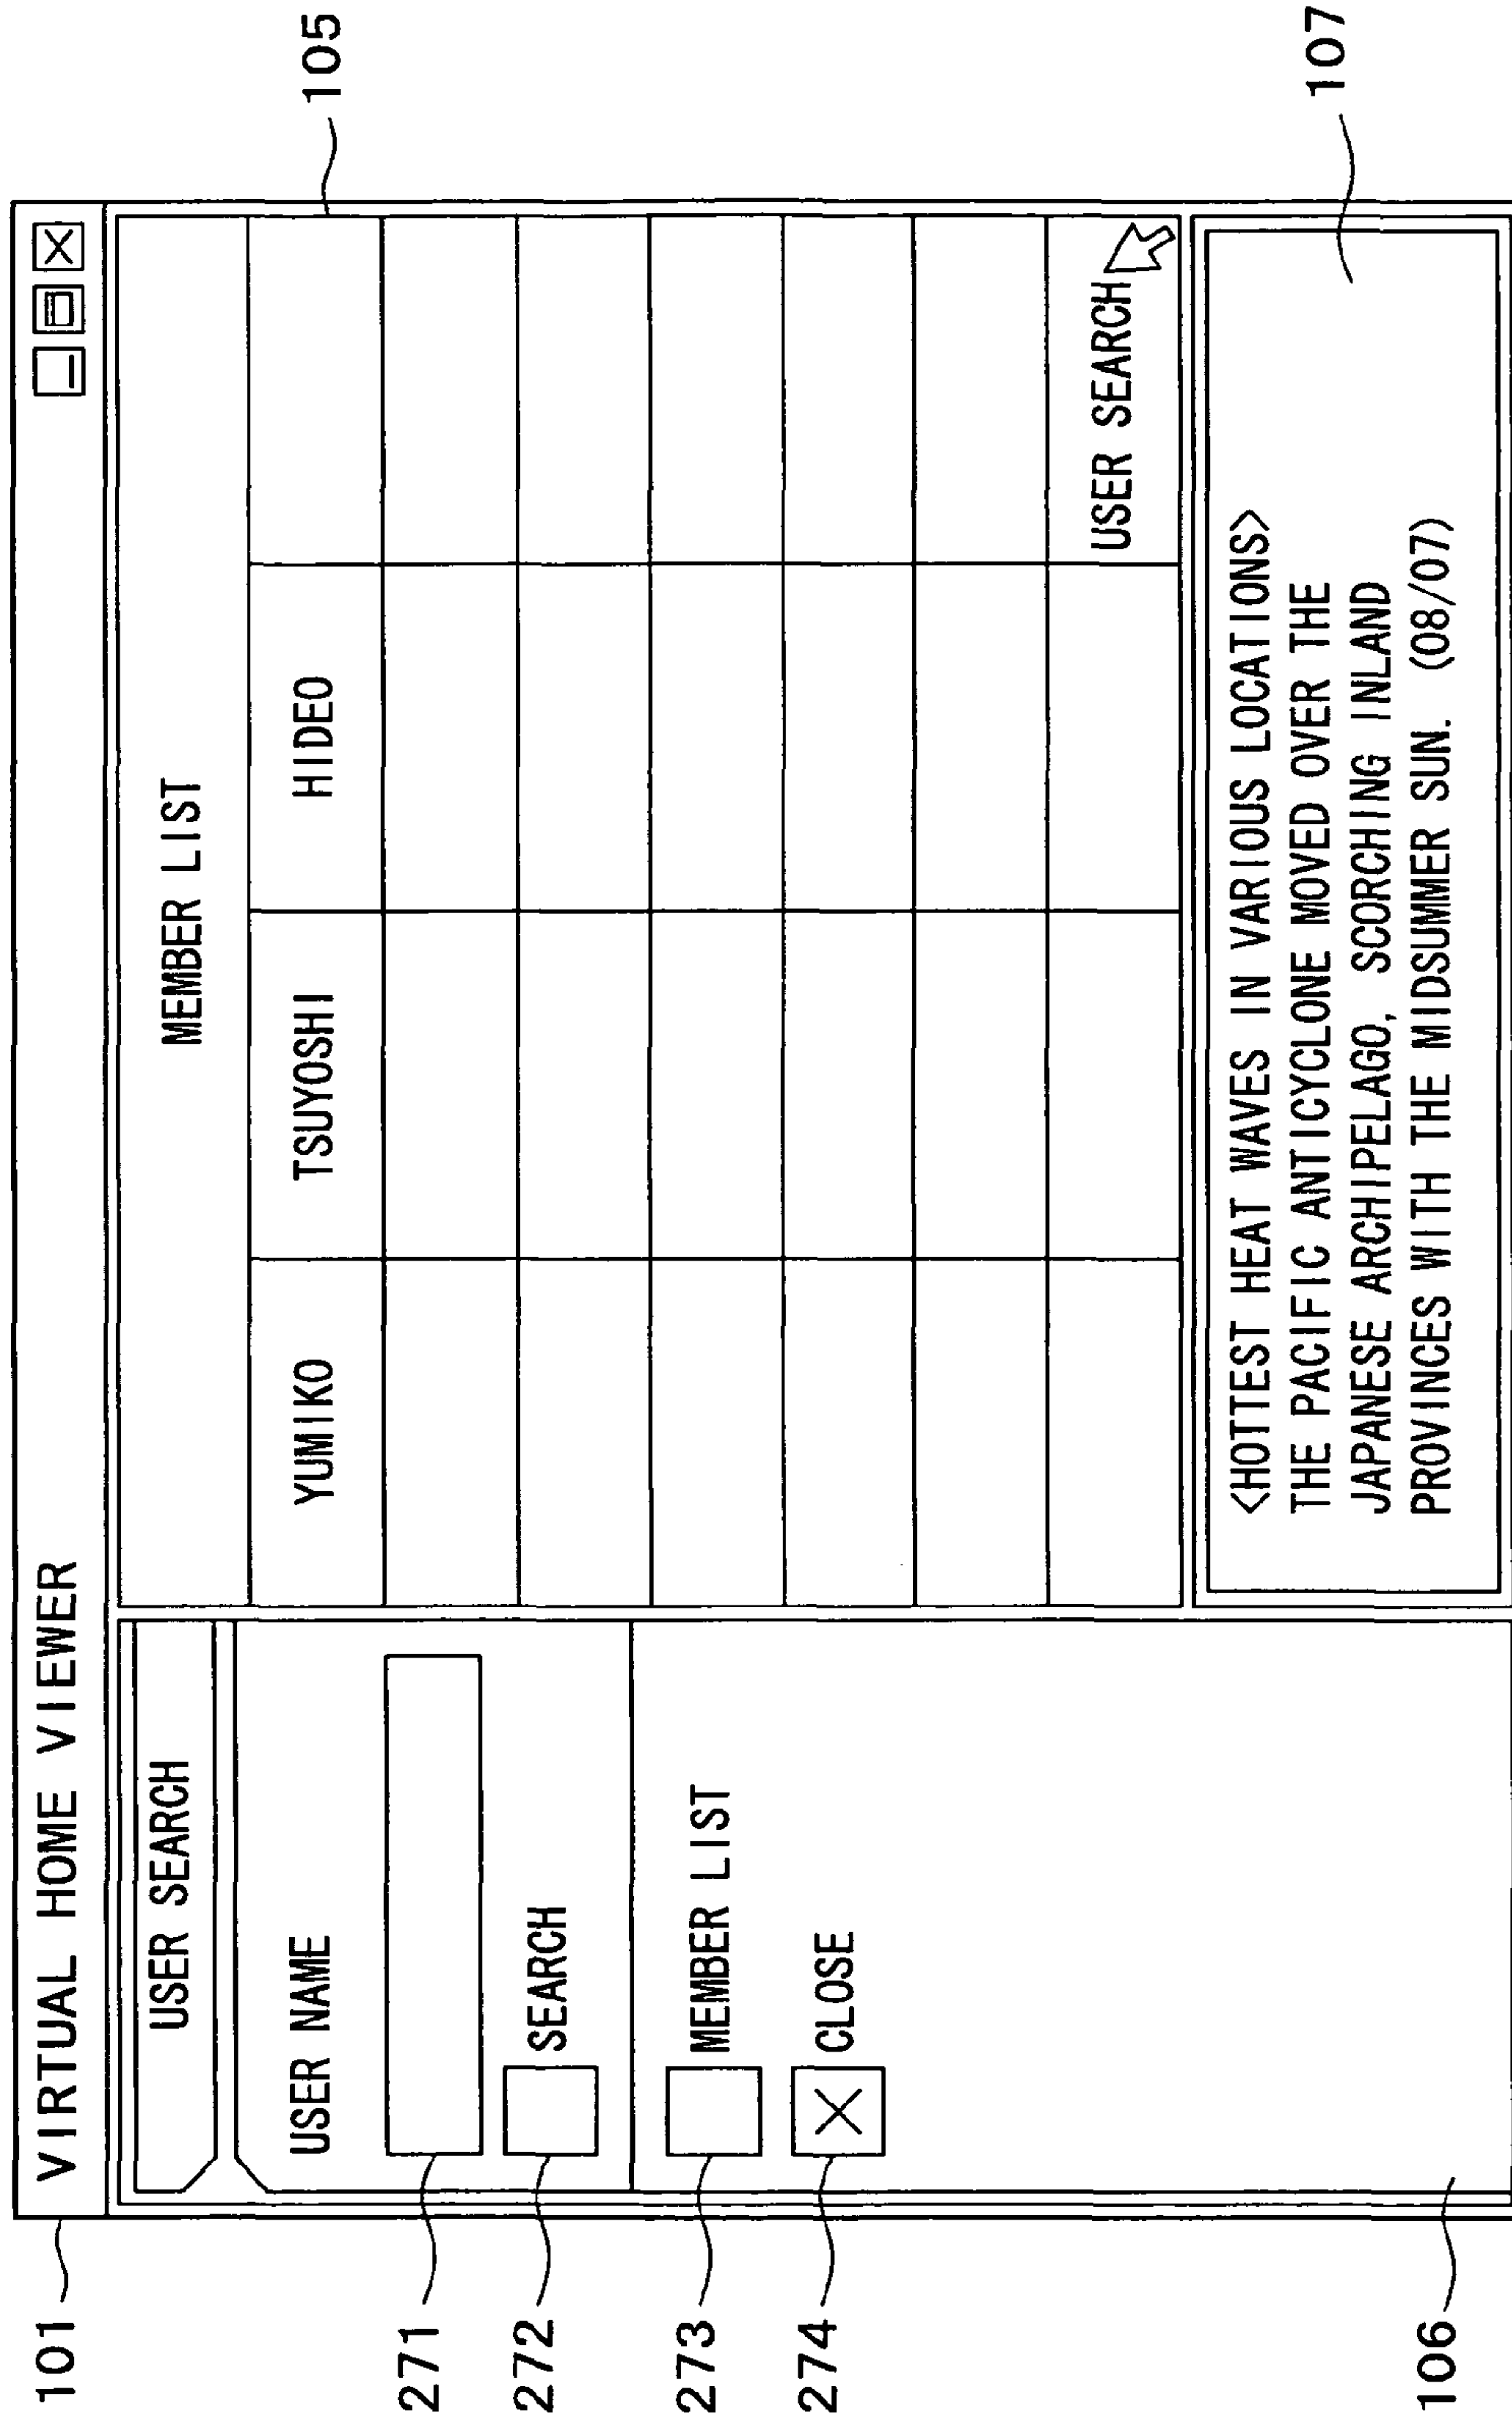 101
VIRTUAL HOME VIEWER
USER SEARCH
USER NAME
271
272
SEARCH
273
MEMBER LIST
274
CLOSE
106
MEMBER LIST
105
YUMIKO TSUYOSHI HIDEO
USER SEARCH
<HOTTEST HEAT WAVES IN VARIOUS LOCATIONS>
THE PACIFIC ANTICYCLONE MOVED OVER THE
JAPANESE ARCHIPELAGO, SCORCHING INLAND
PROVINCES WITH THE MIDSUMMER SUN. (08/07)
107